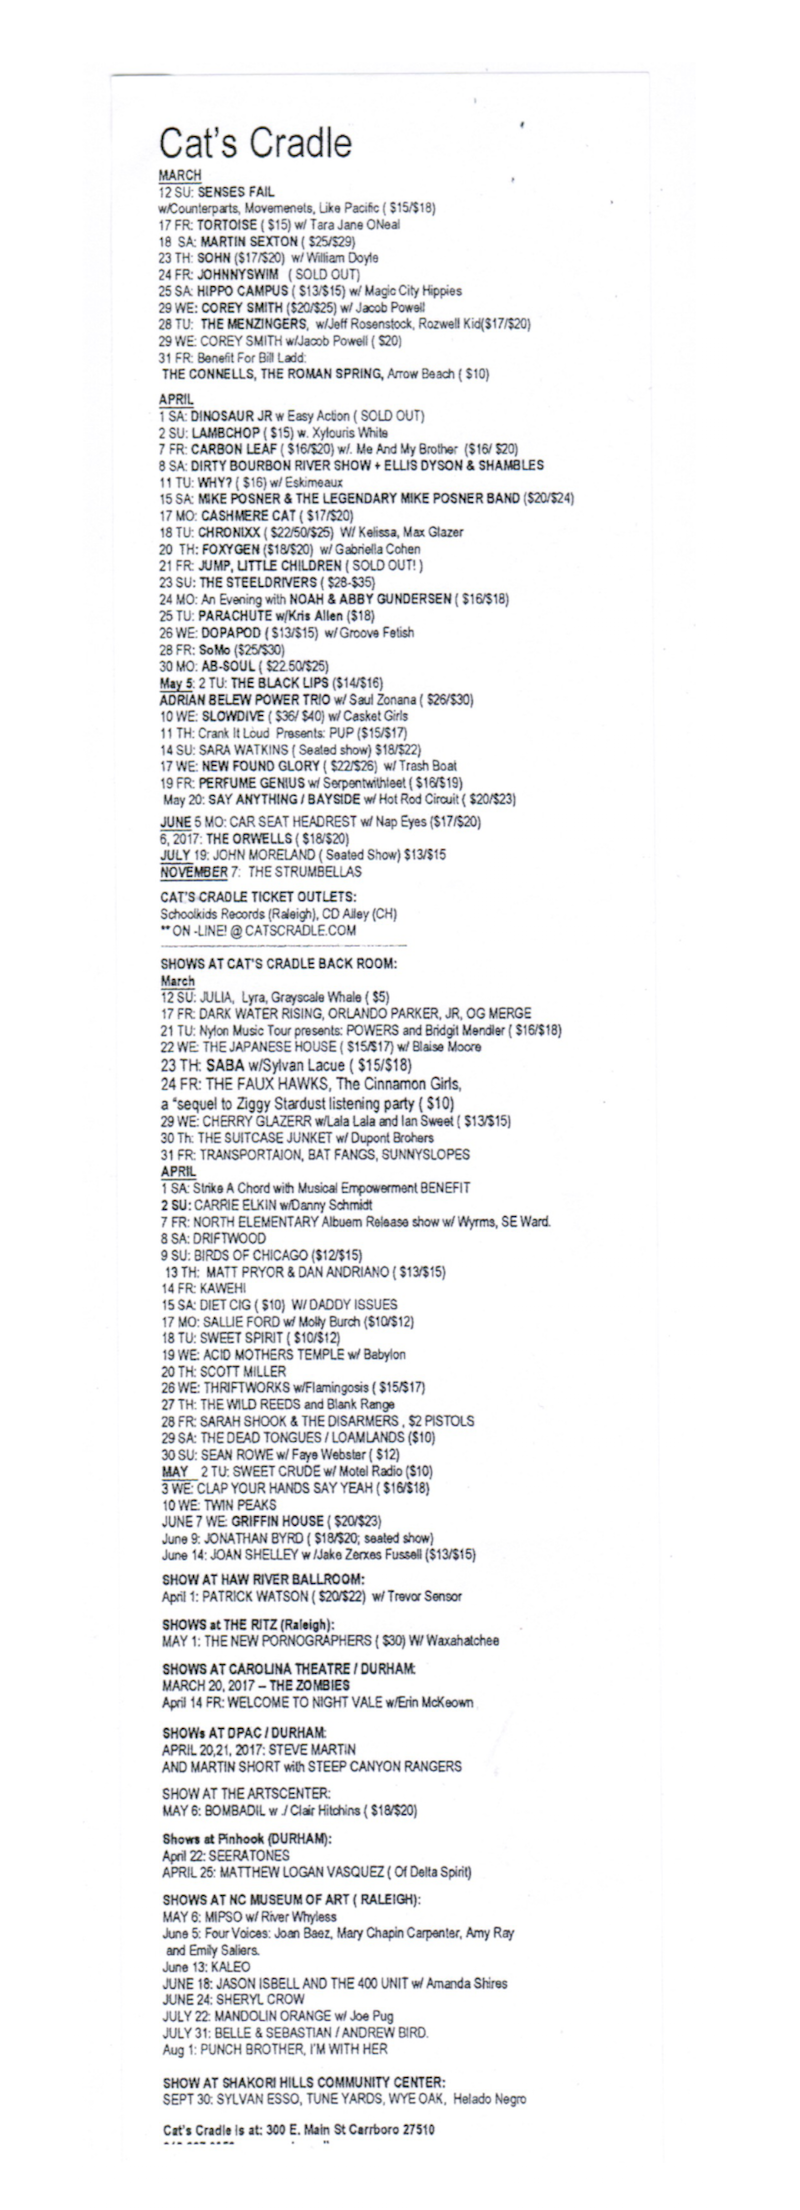 Cat's Cradle
MARCH
12 SU: SENSES FAIL
w/Counterparts, Movemenets, Like Pacific ( $15/$18)
17 FR: TORTOISE ( $15) w/ Tara Jane ONeal
18 SA: MARTIN SEXTON ( $25/$29)
23 TH: SOHN ($17/$20) w/ William Doyle
24 FR: JOHNNYSWIM ( SOLD OUT)
25 SA: HIPPO CAMPUS ( $13/$15) w/ Magic City Hippies
29 WE: COREY SMITH ($20/$25) w/ Jacob Powell
28 TU: THE MENZINGERS, w/Jeff Rosenstock, Rozwell Kid($17/$20)
29 WE: COREY SMITH w/Jacob Powell ( $20)
31 FR: Benefit For Bill Ladd:
THE CONNELLS, THE ROMAN SPRING, Arrow Beach ( $10)
APRIL
1 SA: DINOSAUR JR w Easy Action ( SOLD OUT)
2 SU: LAMBCHOP ( $15) w. Xylouris White
7 FR: CARBON LEAF ( $16/$20) w/. Me And My Brother ($16/ $20)
8 SA: DIRTY BOURBON RIVER SHOW + ELLIS DYSON & SHAMBLES
11 TU: WHY? ( $16) w/ Eskimeaux
15 SA: MIKE POSNER & THE LEGENDARY MIKE POSNER BAND ($20/$24)
17 MO: CASHMERE CAT ( $17/$20)
18 TU: CHRONIXX ( $22/50/$25) W/ Kelissa, Max Glazer
20 TH: FOXYGEN ($18/$20) w/ Gabriella Cohen
21 FR: JUMP, LITTLE CHILDREN ( SOLD OUT! )
23 SU: THE STEELDRIVERS ( $28-$35)
24 MO: An Evening with NOAH & ABBY GUNDERSEN ( $16/$18)
25 TU: PARACHUTE w/Kris Allen ($18)
26 WE: DOPAPOD ( $13/$15) w/ Groove Fetish
28 FR: SoMo ($25/$30)
30 MO: AB-SOUL ( $22.50/$25)
May 5: 2 TU: THE BLACK LIPS ($14/$16)
ADRIAN BELEW POWER TRIO w/ Saul Zonana ( $26/$30)
10 WE: SLOWDIVE ( $36/ $40) w/ Casket Girls
11 TH: Crank It Loud Presents: PUP ($15/$17)
14 SU: SARA WATKINS ( Seated show) $18/$22)
17 WE: NEW FOUND GLORY ( $22/$26) w/ Trash Boat
19 FR: PERFUME GENIUS w/ Serpentwithleet ( $16/$19)
May 20: SAY ANYTHING / BAYSIDE w/ Hot Rod Circuit ( $20/$23)
JUNE 5 MO: CAR SEAT HEADREST w/ Nap Eyes ($17/$20)
6, 2017: THE ORWELLS ( $18/$20)
JULY 19: JOHN MORELAND ( Seated Show) $13/$15
NOVEMBER 7: THE STRUMBELLAS
CAT'S CRADLE TICKET OUTLETS:
Schoolkids Records (Raleigh), CD Alley (CH)
** ON -LINE! @ CATSCRADLE.COM
SHOWS AT CAT'S CRADLE BACK ROOM:
March
12 SU: JULIA, Lyra, Grayscale Whale ( $5)
17 FR: DARK WATER RISING, ORLANDO PARKER, JR, OG MERGE
21 TU: Nylon Music Tour presents: POWERS and Bridgit Mendler ( $16/$18)
22 WE: THE JAPANESE HOUSE ( $15/$17) w/ Blaise Moore
23 TH: SABA w/Sylvan Lacue ( $15/$18)
24 FR: THE FAUX HAWKS, The Cinnamon Girls,
a "sequel to Ziggy Stardust listening party ( $10)
29 WE: CHERRY GLAZERR w/Lala Lala and Ian Sweet ( $13/$15)
30 Th: THE SUITCASE JUNKET w/ Dupont Brohers
31 FR: TRANSPORTAION, BAT FANGS, SUNNYSLOPES
APRIL
1 SA: Strike A Chord with Musical Empowerment BENEFIT
2 SU: CARRIE ELKIN w/Danny Schmidt
7 FR: NORTH ELEMENTARY Albuem Release show w/ Wyrms, SE Ward.
8 SA: DRIFTWOOD
9 SU: BIRDS OF CHICAGO ($12/$15)
13 TH: MATT PRYOR & DAN ANDRIANO ( $13/$15)
14 FR: KAWEHI
15 SA: DIET CIG ( $10) W/ DADDY ISSUES
17 MO: SALLIE FORD w/ Molly Burch ($10/$12)
18 TU: SWEET SPIRIT ( $10/$12)
19 WE: ACID MOTHERS TEMPLE w/ Babylon
20 TH: SCOTT MILLER
26 WE: THRIFTWORKS w/Flamingosis ( $15/$17)
27 TH: THE WILD REEDS and Blank Range
28 FR: SARAH SHOOK & THE DISARMERS , $2 PISTOLS
29 SA: THE DEAD TONGUES / LOAMLANDS ($10)
30 SU: SEAN ROWE w/ Faye Webster ( $12)
MAY 2 TU: SWEET CRUDE w/ Motel Radio ($10)
3 WE: CLAP YOUR HANDS SAY YEAH ( $16/$18)
10 WE: TWIN PEAKS
JUNE 7 WE: GRIFFIN HOUSE ( $20/$23)
June 9: JONATHAN BYRD ( $18/$20; seated show)
June 14: JOAN SHELLEY w /Jake Zerxes Fussell ($13/$15)
SHOW AT HAW RIVER BALLROOM:
April 1: PATRICK WATSON ( $20/$22) w/ Trevor Sensor
SHOWS at THE RITZ (Raleigh):
MAY 1: THE NEW PORNOGRAPHERS ( $30) W/ Waxahatchee
SHOWS AT CAROLINA THEATRE / DURHAM:
MARCH 20, 2017 – THE ZOMBIES
April 14 FR: WELCOME TO NIGHT VALE w/Erin McKeown
SHOWs AT DPAC / DURHAM:
APRIL 20,21, 2017: STEVE MARTIN
AND MARTIN SHORT with STEEP CANYON RANGERS
SHOW AT THE ARTSCENTER:
MAY 6: BOMBADIL w ./ Clair Hitchins ( $18/$20)
Shows at Pinhook (DURHAM):
April 22: SEERATONES
APRIL 25: MATTHEW LOGAN VASQUEZ ( Of Delta Spirit)
SHOWS AT NC MUSEUM OF ART ( RALEIGH):
MAY 6: MIPSO w/ River Whyless
June 5: Four Voices: Joan Baez, Mary Chapin Carpenter, Amy Ray
and Emily Saliers.
June 13: KALEO
JUNE 18: JASON ISBELL AND THE 400 UNIT w/ Amanda Shires
JUNE 24: SHERYL CROW
JULY 22: MANDOLIN ORANGE w/ Joe Pug
JULY 31: BELLE & SEBASTIAN / ANDREW BIRD.
Aug 1: PUNCH BROTHER, I'M WITH HER
SHOW AT SHAKORI HILLS COMMUNITY CENTER:
SEPT 30: SYLVAN ESSO, TUNE YARDS, WYE OAK, Helado Negro
Cat's Cradle is at: 300 E. Main St Carrboro 27510